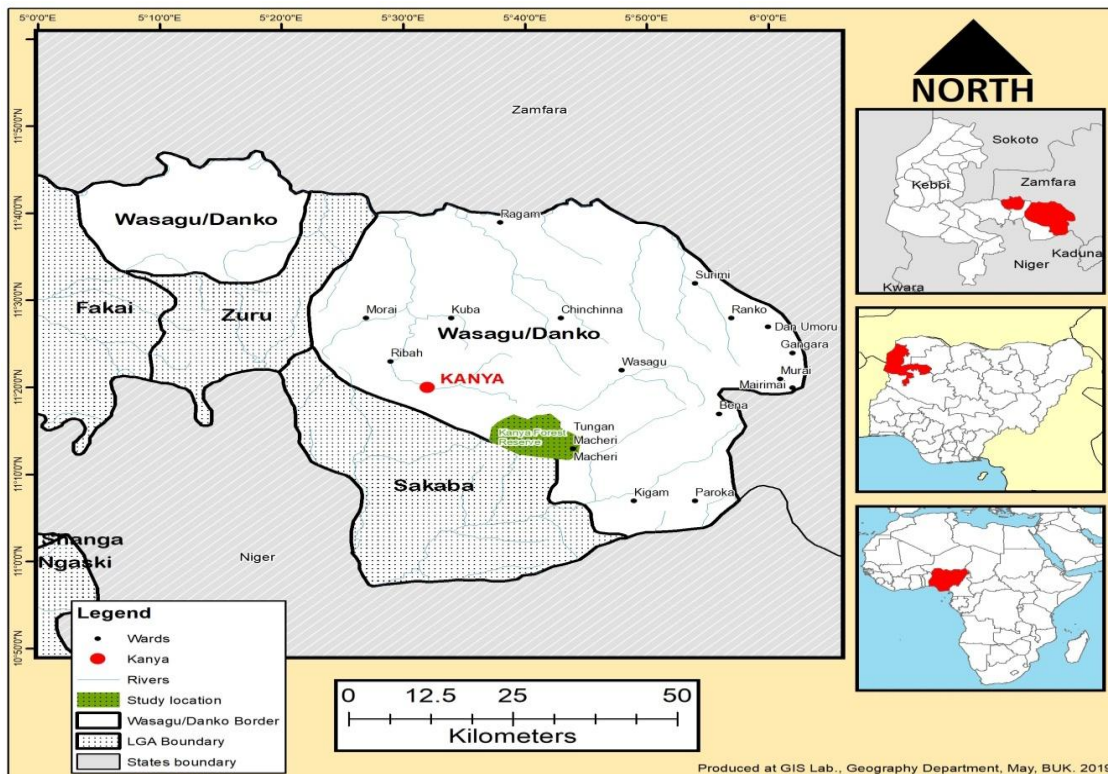 5°0'0"E
5°20'0"E
5°30'0"E
5°40'0"E
5°50'0"E
6°0'0"E
11°50'0"N
11°40'0"N
11°30'0"N
11°20'0"N
11°10'0"N
11°0'0"N
10°50'0"N
Zamfara
Wasagu/Danko
Ragam
Surimi
Fakai
Zuru
Morai
Kuba
Chinchinna
Ranko
Wasagu/Danko
Dan Umoru
Gangara
Ribah
Wasagu
KANYA
Murai
Mairimai
Bena
Kanya Forest
Reserve
Tungan
Macheri
Macheri
Sakaba
Kigam
Paroka
Shanga
Ngaski
Niger
Legend
Wards
Kanya
Rivers
Study location
Wasagu/Danko Border
LGA Boundary
States boundary
0 12.5 25 50
Kilometers
NORTH
Sokoto
Kebbi
Zamfara
Kaduna
Niger
Kwara
Produced at GIS Lab., Geography Department, May, BUK. 2019